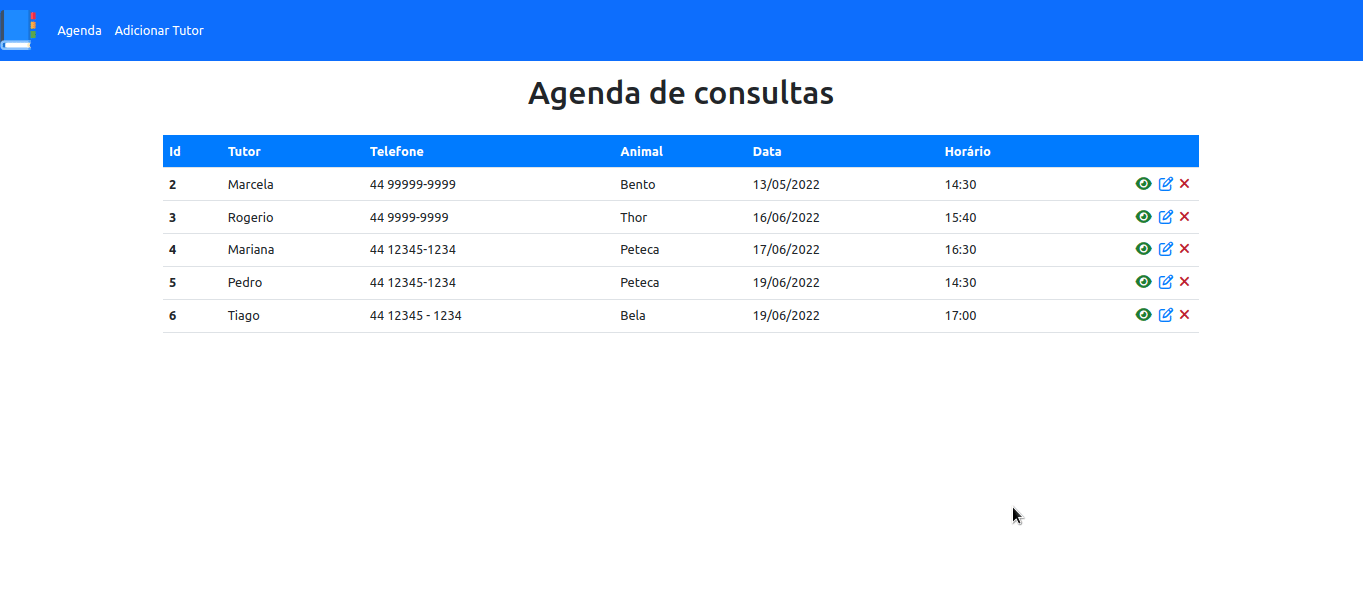 Agenda Adicionar Tutor
Agenda de consultas
Id Tutor Telefone Animal Data Horário
2 Marcela 44 99999-9999 Bento 13/05/2022 14:30
3 Rogerio 44 9999-9999 Thor 16/06/2022 15:40
4 Mariana 44 12345-1234 Peteca 17/06/2022 16:30
5 Pedro 44 12345-1234 Peteca 19/06/2022 14:30
6 Tiago 44 12345 - 1234 Bela 19/06/2022 17:00